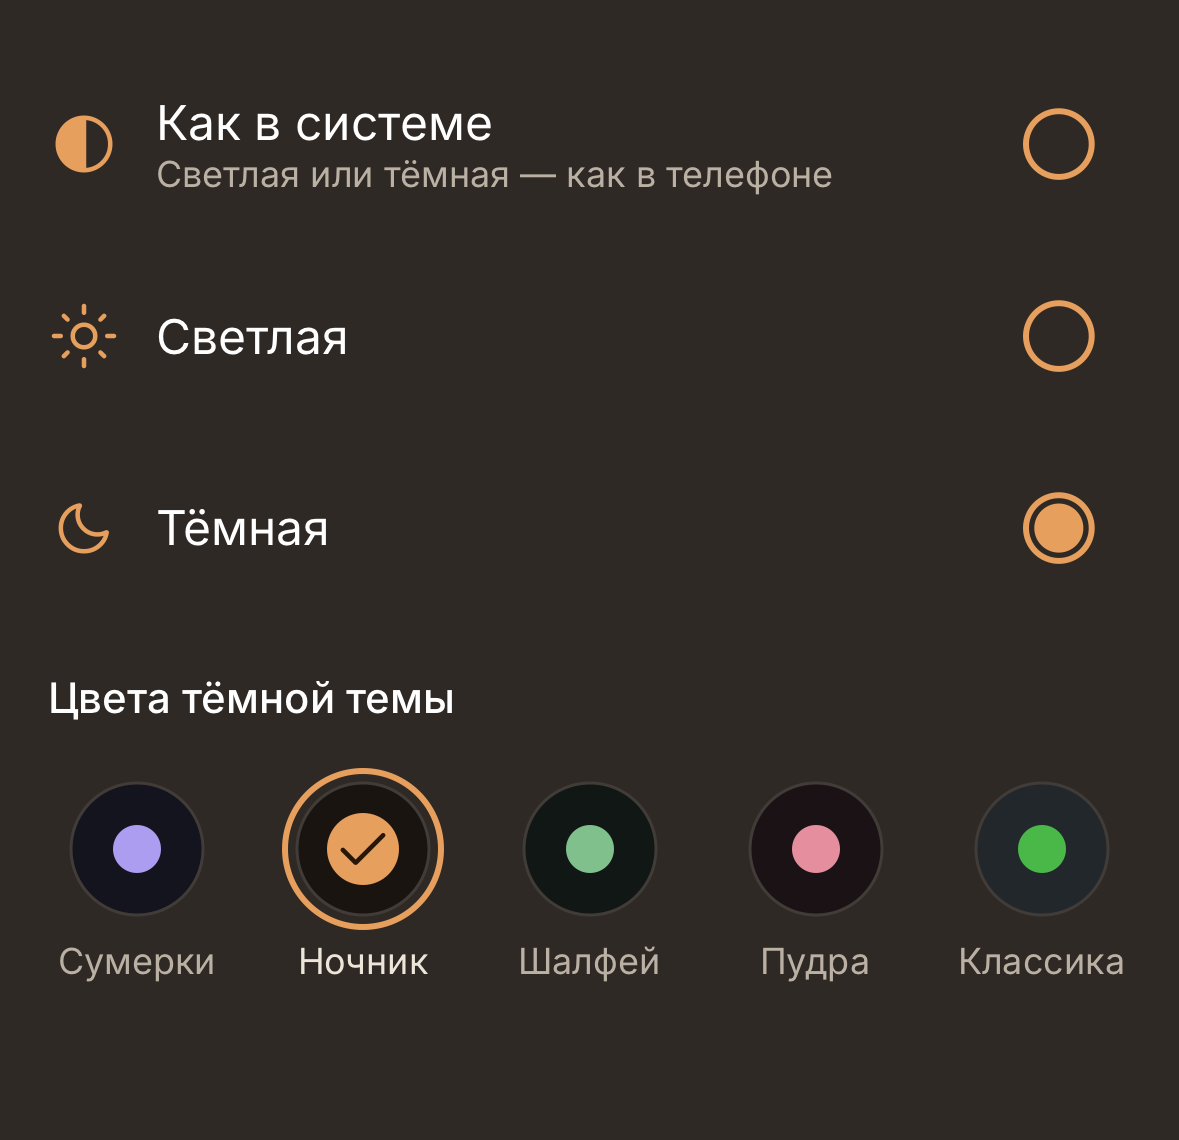 Как в системе
Светлая или тёмная — как в телефоне
Светлая
Тёмная
Цвета тёмной темы
Сумерки
Ночник
Шалфей
Пудра
Классика